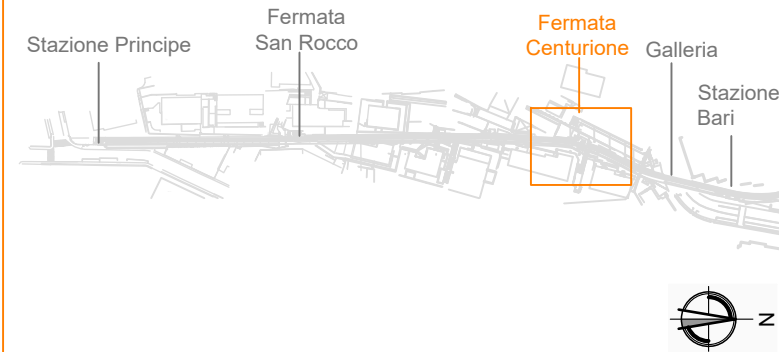 Stazione Principe
Fermata
San Rocco
Fermata
Centurione
Galleria
Stazione
Bari
N